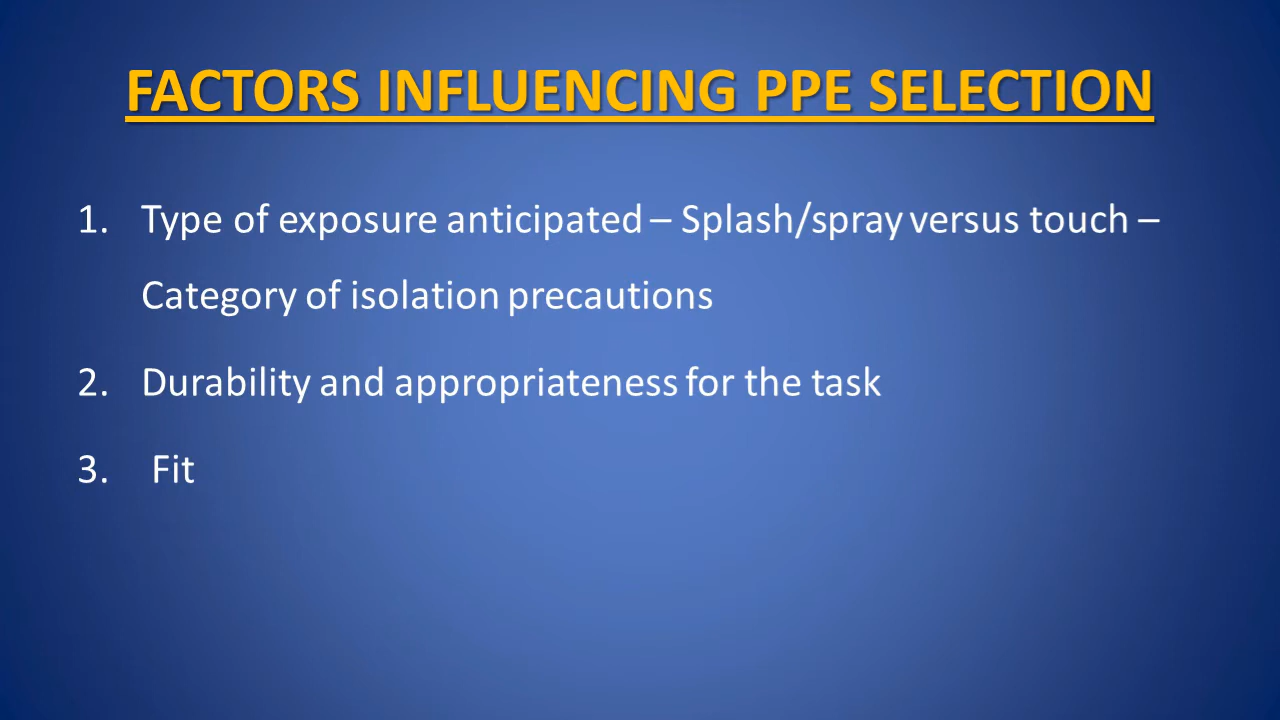 FACTORS INFLUENCING PPE SELECTION
1. Type of exposure anticipated – Splash/spray versus touch –
Category of isolation precautions
2. Durability and appropriateness for the task
3. Fit